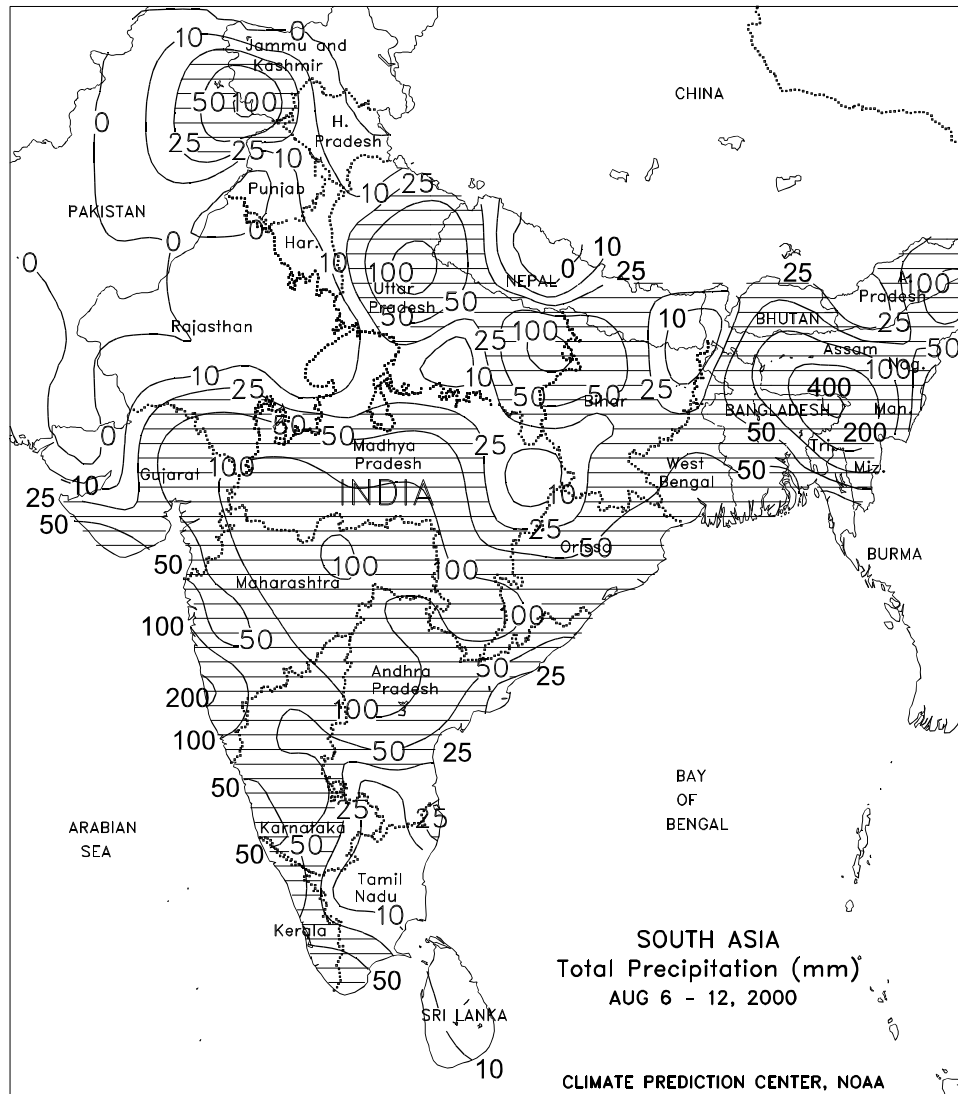 0
10
Jammu and
Kashmir
50
100
CHINA
0
H.
Pradesh
25
25
10
Punjab
10
25
PAKISTAN
0
0
Har.
0
10
100
Uttar
Pradesh
50
50
NEPAL
0
10
25
25
A.
Pradesh
100
BHUTAN
25
Rajasthan
25
100
10
Assam
50
Nag.
10
10
25
50
50
Bihar
25
100
400
BANGLADESH
Man.
0
50
50
Madhya
Pradesh
25
50
200
Tri.
Gujarat
100
West
Bengal
50
Miz.
25
10
INDIA
10
50
25
50
Orissa
50
100
00
BURMA
Maharashtra
100
50
00
Andhra
Pradesh
50
25
200
100
100
50
25
50
BAY
OF
BENGAL
25
25
ARABIAN
SEA
Karnataka
50
50
Tamil
Nadu
10
Kerala
50
SOUTH ASIA
Total Precipitation (mm)
AUG 6 - 12, 2000
SRI LANKA
10
CLIMATE PREDICTION CENTER, NOAA